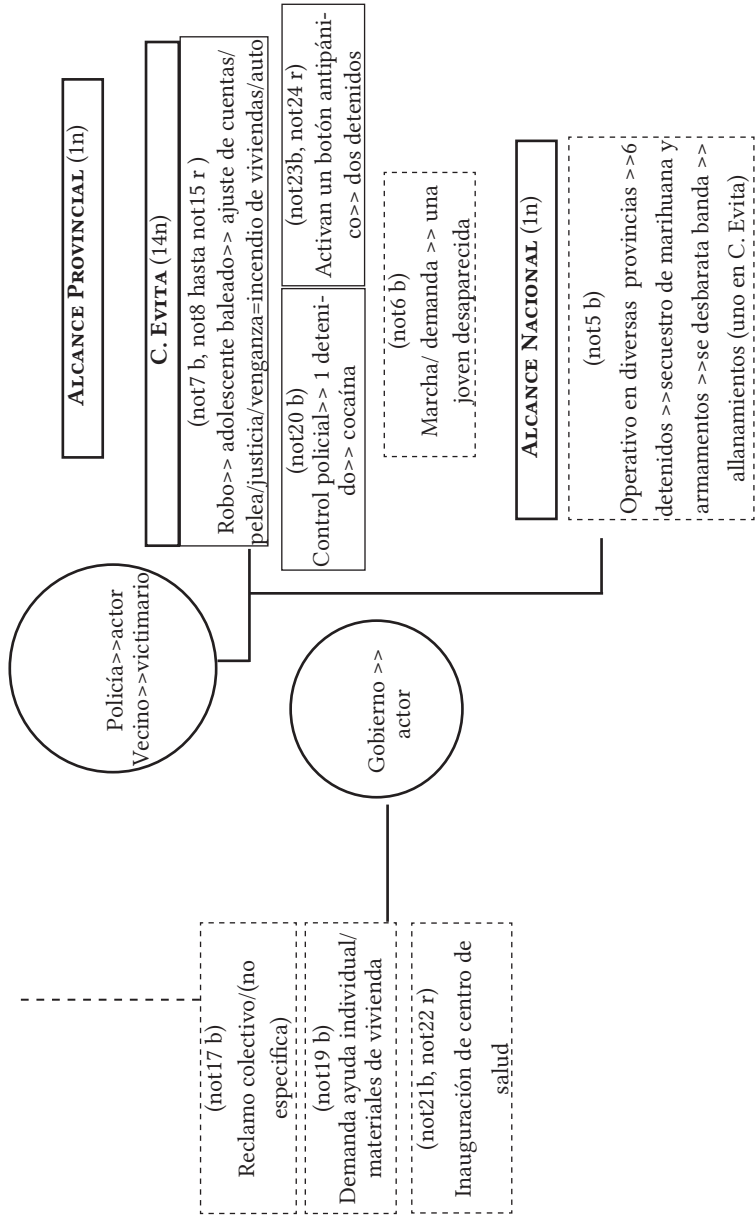 (not17 b)
Reclamo colectivo/(no
especifica)
(not19 b)
Demanda ayuda individual/
materiales de vivienda
(not21b, not22 r)
Inauguración de centro de
salud
Policía>>actor
Vecino>>victimario
Gobierno >>
actor
ALCANCE PROVINCIAL (1n)
C. EVITA (14n)
(not7 b, not8 hasta not15 r )
Robo>> adolescente baleado>> ajuste de cuentas/
pelea/justicia/venganza=incendio de viviendas/auto
(not20 b)
Control policial>> 1 deteni-
do>> cocaína
(not23b, not24 r)
Activan un botón antipáni-
co>> dos detenidos
(not6 b)
Marcha/ demanda >> una
joven desaparecida
ALCANCE NACIONAL (1n)
(not5 b)
Operativo en diversas provincias >>6
detenidos >>secuestro de marihuana y
armamentos >>se desbarata banda >>
allanamientos (uno en C. Evita)